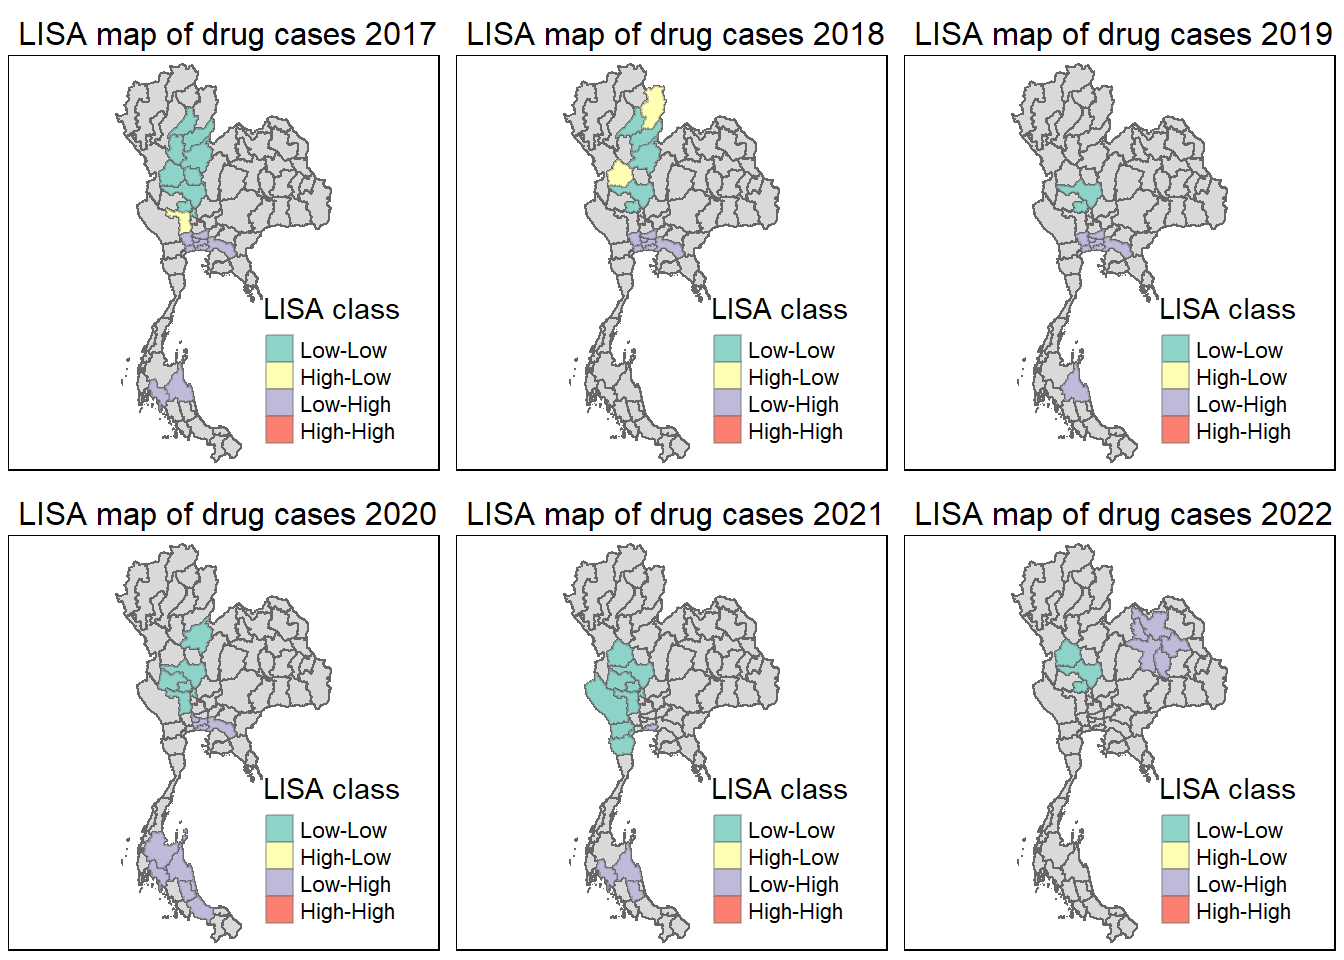 LISA map of drug cases 2017
LISA class
Low-Low
High-Low
Low-High
High-High
LISA map of drug cases 2018
LISA class
Low-Low
High-Low
Low-High
High-High
LISA map of drug cases 2019
LISA class
Low-Low
High-Low
Low-High
High-High
LISA map of drug cases 2020
LISA class
Low-Low
High-Low
Low-High
High-High
LISA map of drug cases 2021
LISA class
Low-Low
High-Low
Low-High
High-High
LISA map of drug cases 2022
LISA class
Low-Low
High-Low
Low-High
High-High